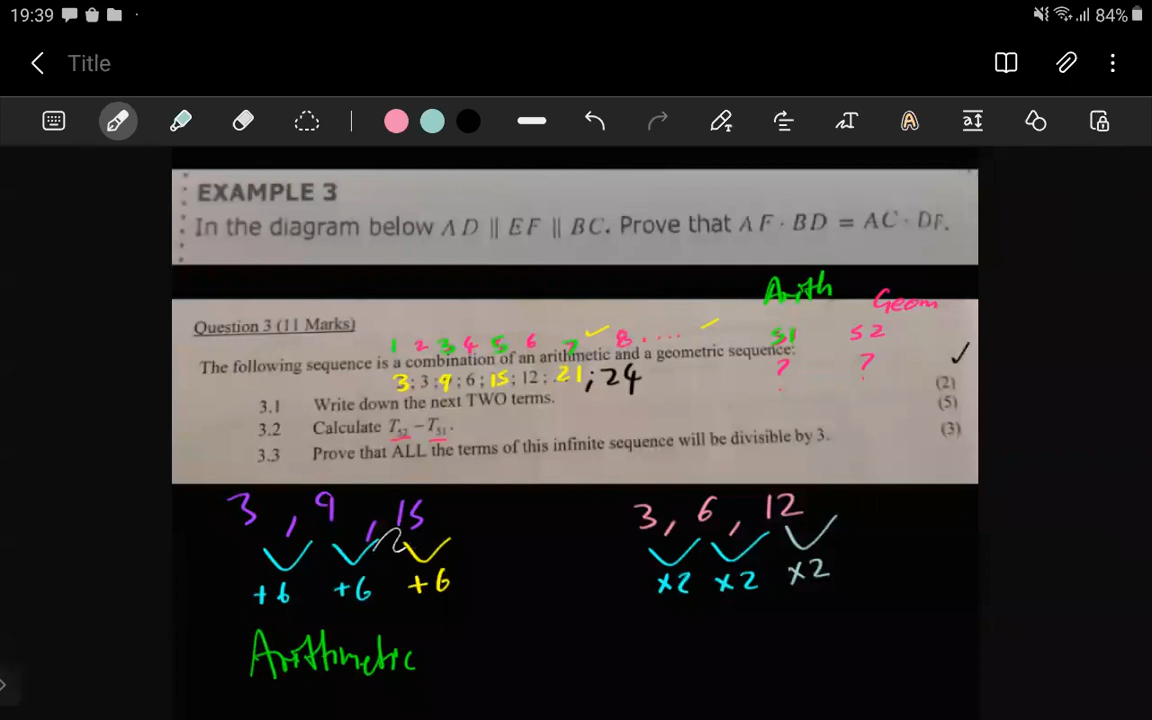 19:39
84%
Title
EXAMPLE 3
In the diagram below AD || EF || BC. Prove that AF · BD = AC · DF.
Arith Geom
Question 3 (11 Marks)
1 2 3 4 5 6 7 8 .... 51 52
The following sequence is a combination of an arithmetic and a geometric sequence:
? ?
3; 3; 9; 6; 15; 12; 21; 24
3.1 Write down the next TWO terms. (2)
3.2 Calculate T52 – T51. (5)
3.3 Prove that ALL the terms of this infinite sequence will be divisible by 3. (3)
3, 9, 15 3, 6, 12
+6 +6 +6 ×2 ×2 ×2
Arithmetic